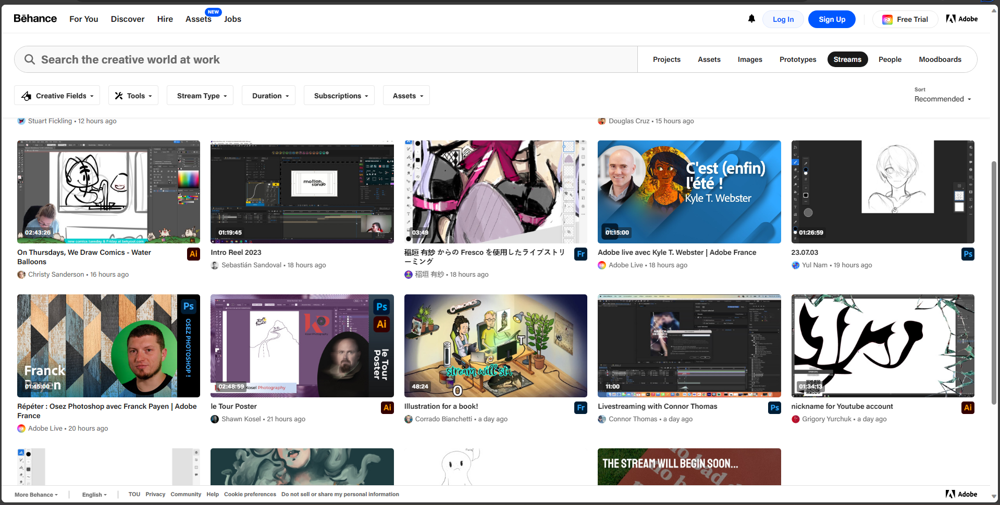 Bēhance
For You
Discover
Hire
Assets
NEW
Jobs
Log In
Sign Up
Free Trial
Adobe
Search the creative world at work
Projects
Assets
Images
Prototypes
Streams
People
Moodboards
Creative Fields
Tools
Stream Type
Duration
Subscriptions
Assets
Sort
Recommended
Stuart Fickling • 12 hours ago
Douglas Cruz • 15 hours ago
02:43:26
new comics tuesday & Friday at bekyoot.com
On Thursdays, We Draw Comics - Water
Balloons
Ai
Christy Sanderson • 16 hours ago
motion
sando
01:19:45
Intro Reel 2023
Sebastián Sandoval • 18 hours ago
03:49
稲垣 有紗 からの Fresco を使用したライブストリ
ーミング
Fr
稲垣 有紗 • 18 hours ago
C'est (enfin)
l'été !
Kyle T. Webster
01:15:00
Adobe live avec Kyle T. Webster | Adobe France
Adobe Live • 18 hours ago
01:26:59
23.07.03
Ps
Yul Nam • 19 hours ago
Ps
OSEZ PHOTOSHOP !
Franck
Payen
01:45:00
Répéter : Osez Photoshop avec Franck Payen | Adobe
France
Adobe Live • 20 hours ago
Ps
Ai
le Tour
Poster
Kosel Photography
02:48:59
Kosel Photography
le Tour Poster
Ai
Shawn Kosel • 21 hours ago
stream will sta
T
O
48:24
Illustration for a book!
Fr
Corrado Bianchetti • a day ago
11:00
Livestreaming with Connor Thomas
Ps
Connor Thomas • a day ago
01:34:13
nickname for Youtube account
Ai
Grigory Yurchuk • a day ago
THE STREAM WILL BEGIN SOON...
More Behance
English
TOU
Privacy
Community
Help
Cookie preferences
Do not sell or share my personal information
Adobe